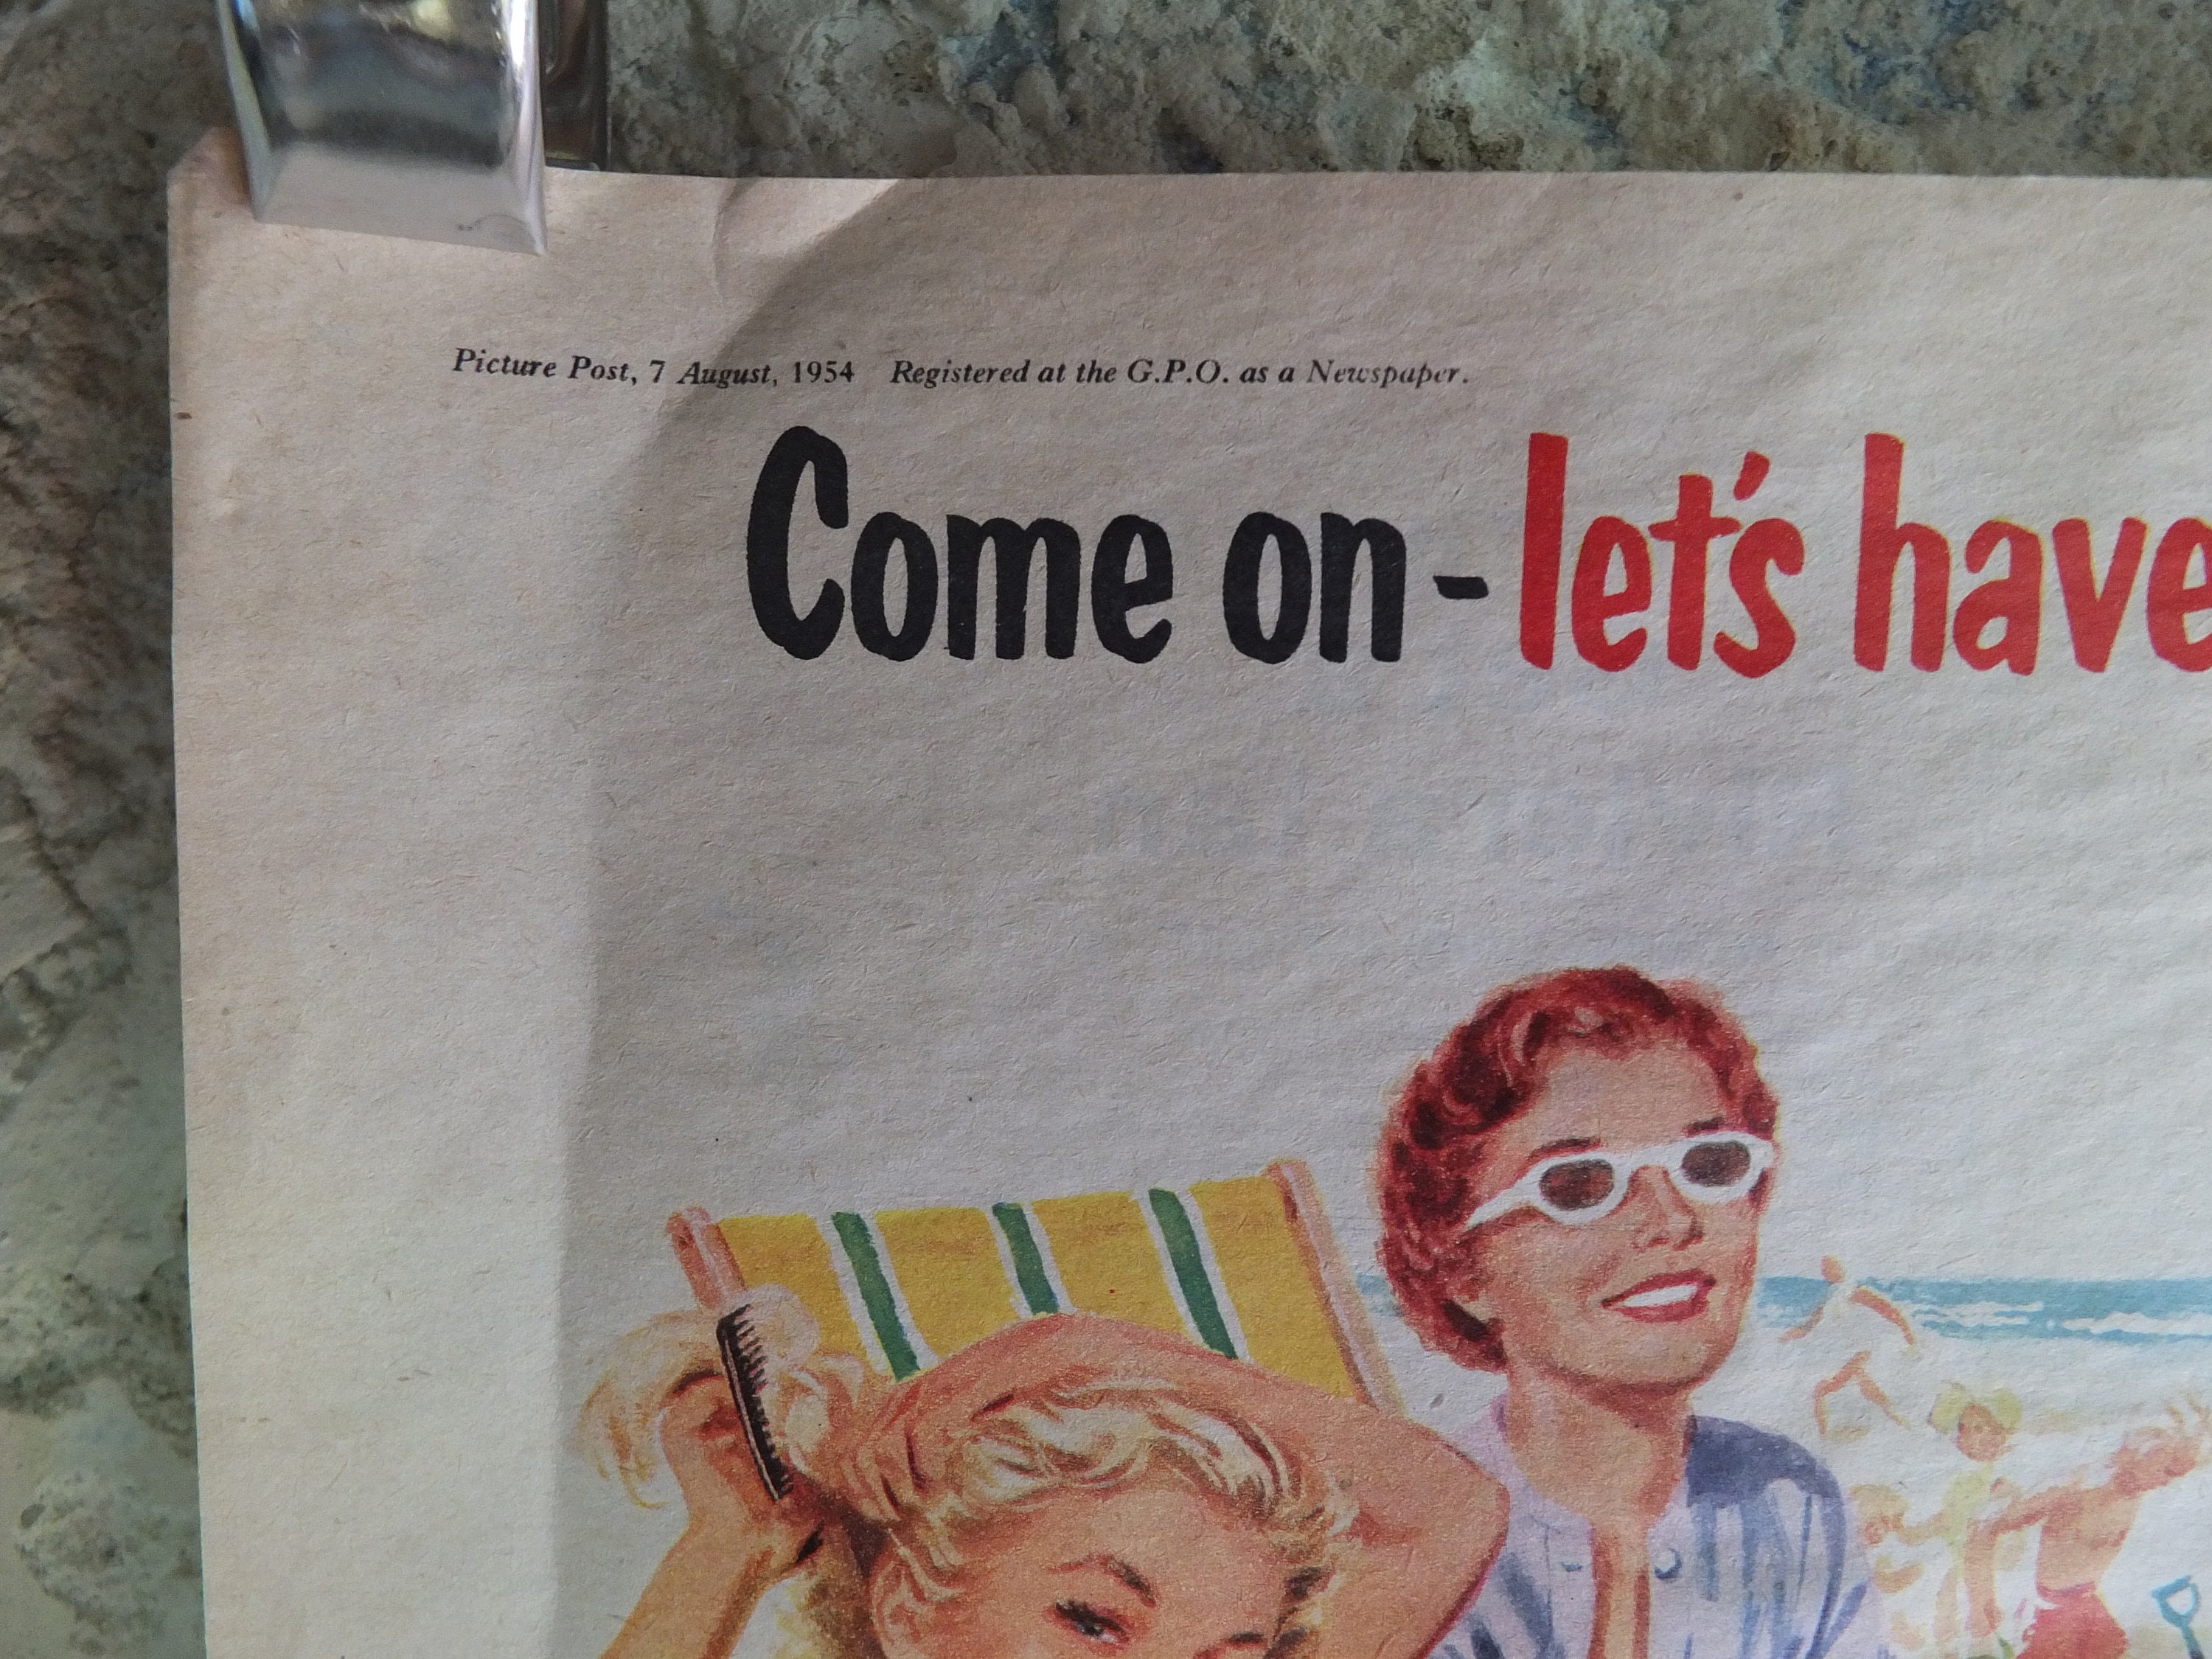 Picture Post, 7 August, 1954 Registered at the G.P.O. as a Newspaper.
Come on - let's have